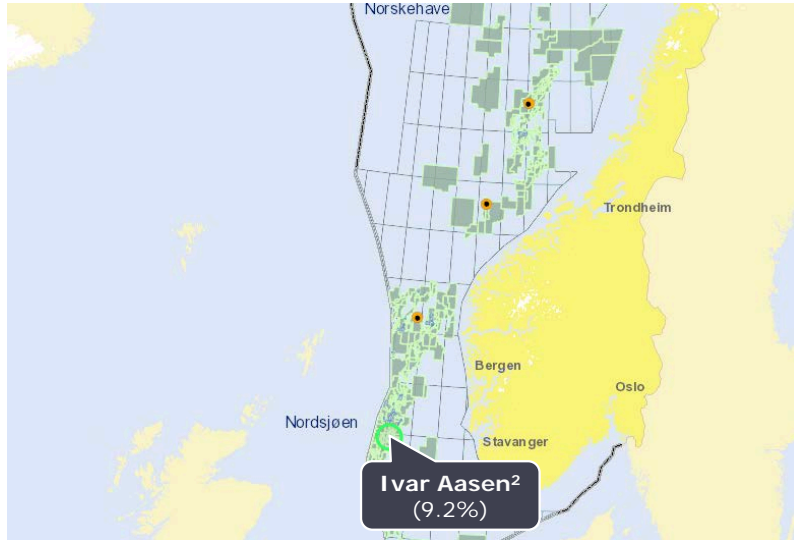 Norskehave
Trondheim
Bergen
Oslo
Nordsjøen
Stavanger
Ivar Aasen²
(9.2%)